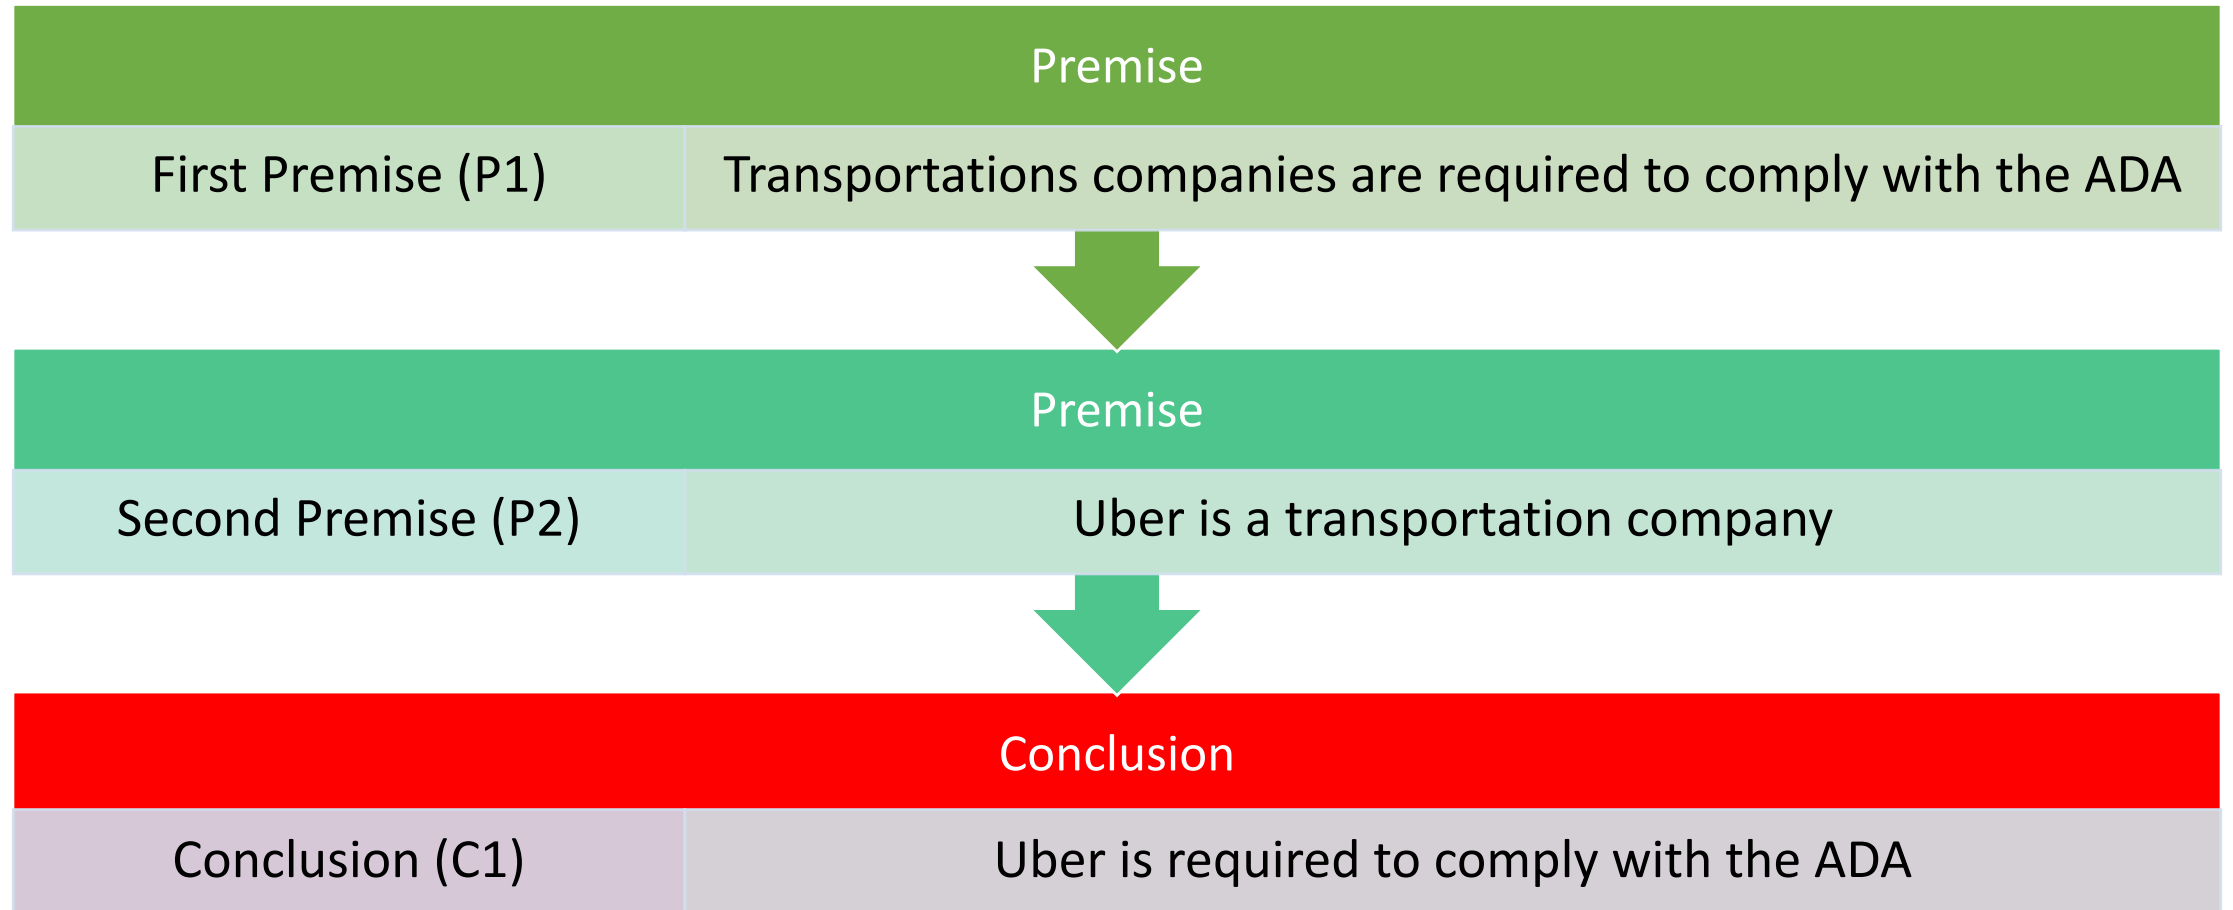 Premise
First Premise (P1) Transportations companies are required to comply with the ADA
Premise
Second Premise (P2) Uber is a transportation company
Conclusion
Conclusion (C1) Uber is required to comply with the ADA